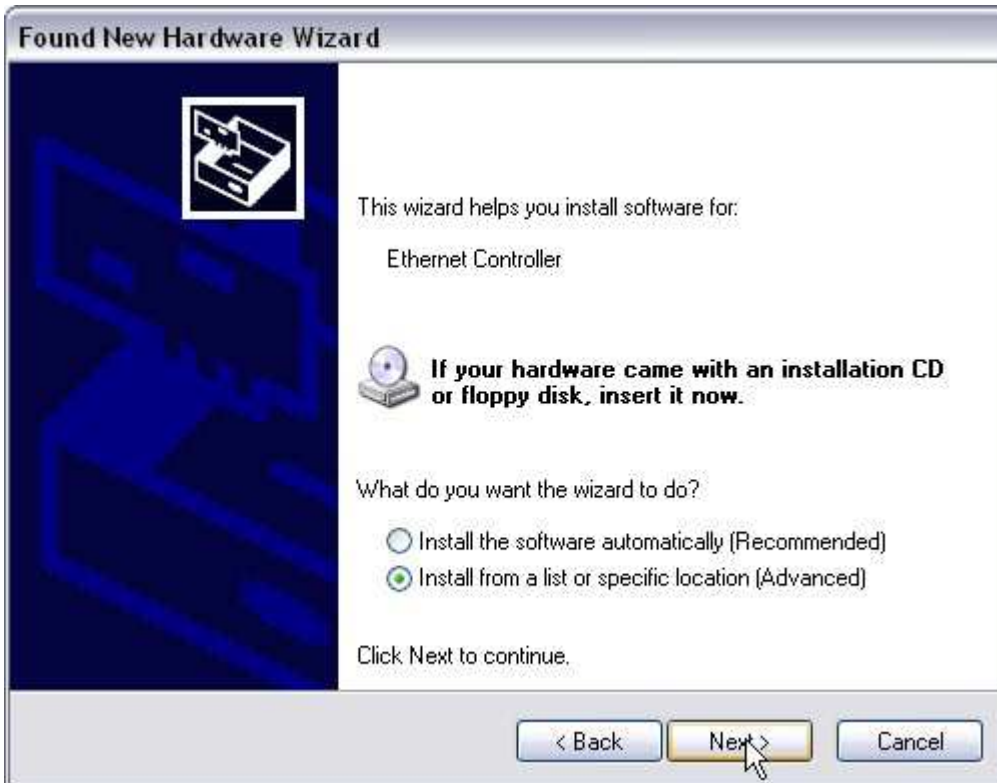 Found New Hardware Wizard
This wizard helps you install software for:
Ethernet Controller
If your hardware came with an installation CD
or floppy disk, insert it now.
What do you want the wizard to do?
Install the software automatically (Recommended)
Install from a list or specific location (Advanced)
Click Next to continue.
< Back Next > Cancel